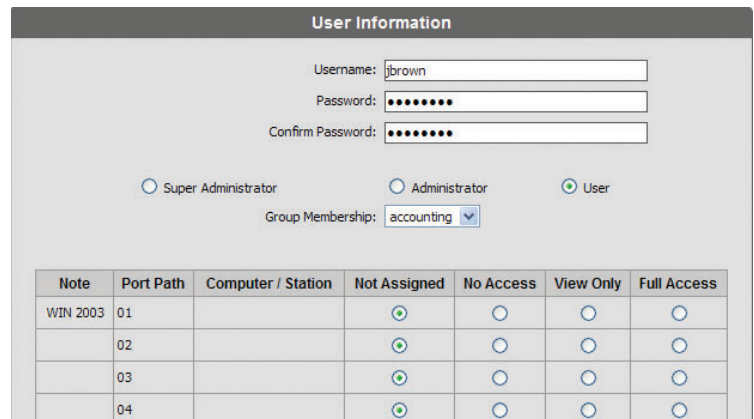 User Information
Username: jbrown
Password: ●●●●●●●●
Confirm Password: ●●●●●●●●
Super Administrator Administrator User
Group Membership: accounting
Note Port Path Computer / Station Not Assigned No Access View Only Full Access
WIN 2003 01
02
03
04